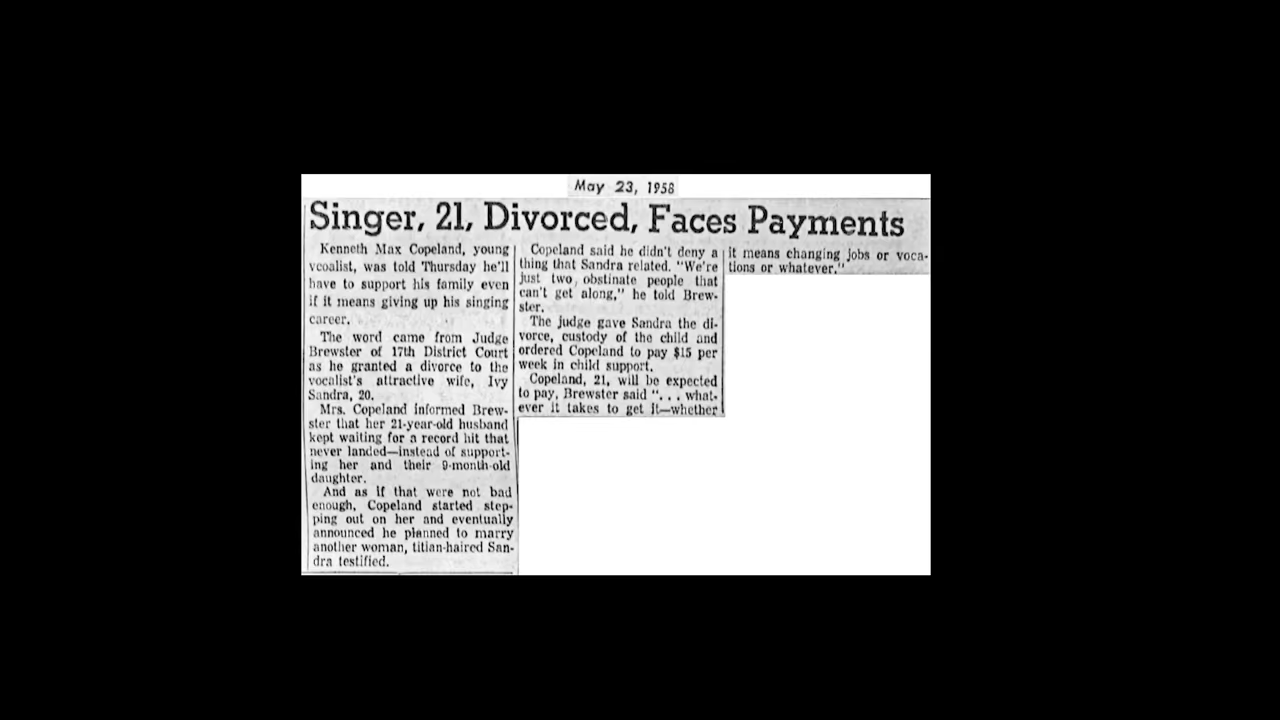 May 23, 1958
Singer, 21, Divorced, Faces Payments
Kenneth Max Copeland, young
vcoalist, was told Thursday he'll
have to support his family even
if it means giving up his singing
career.
The word came from Judge
Brewster of 17th District Court
as he granted a divorce to the
vocalist's attractive wife, Ivy
Sandra, 20.
Mrs. Copeland informed Brew-
ster that her 21-year-old husband
kept waiting for a record hit that
never landed—instead of support-
ing her and their 9-month-old
daughter.
And as if that were not bad
enough, Copeland started step-
ping out on her and eventually
announced he planned to marry
another woman, titian-haired San-
dra testified.
Copeland said he didn't deny a
thing that Sandra related. "We're
just two obstinate people that
can't get along," he told Brew-
ster.
The judge gave Sandra the di-
vorce, custody of the child and
ordered Copeland to pay $15 per
week in child support.
Copeland, 21, will be expected
to pay, Brewster said ". . . what-
ever it takes to get it—whether
it means changing jobs or voca-
tions or whatever."